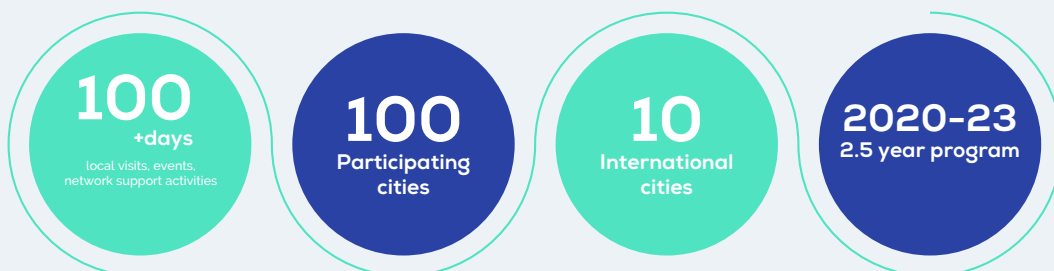 100
+days
local visits, events,
network support activities
100
Participating
cities
10
International
cities
2020-23
2.5 year program